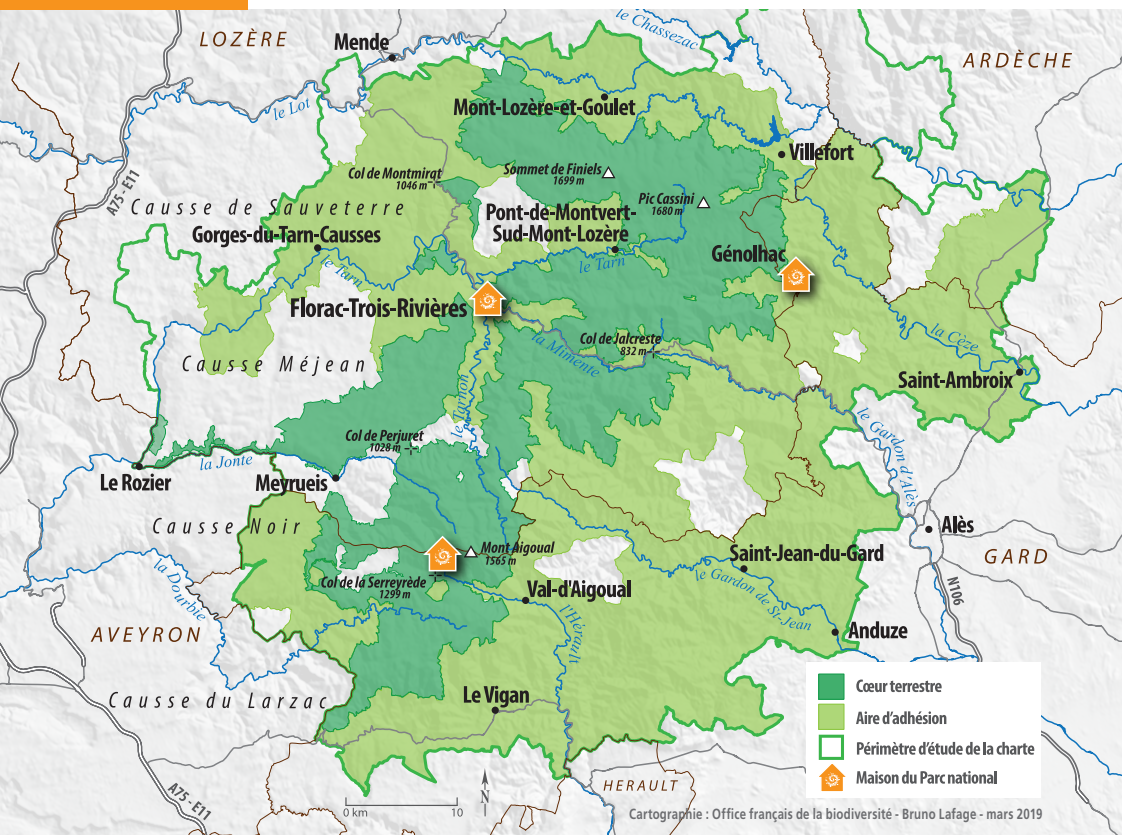 le Chassezac
LOZÈRE
Mende
ARDÈCHE
le Lot
Mont-Lozère-et-Goulet
Villefort
Col de Montmirat
1046 m
Sommet de Finiels
1699 m
Pic Cassini
1680 m
A75 - E11
Causse de Sauveterre
Pont-de-Montvert-
Sud-Mont-Lozère
Gorges-du-Tarn-Causses
Génolhac
le Tarn
le Tarn
Florac-Trois-Rivières
la Cèze
Col de Jalcreste
832 m
la Mimente
Causse Méjean
Saint-Ambroix
le Tarnon
le Gardon d'Alès
Col de Perjuret
1028 m
la Jonte
Le Rozier
Meyrueis
Causse Noir
Alès
Mont Aigoual
1565 m
Saint-Jean-du-Gard
GARD
la Dourbie
Col de la Serreyrède
1299 m
le Gardon de St-Jean
Val-d'Aigoual
l'Hérault
N106
AVEYRON
Anduze
Causse du Larzac
Le Vigan
Cœur terrestre
Aire d'adhésion
Périmètre d'étude de la charte
Maison du Parc national
A75 - E11
HERAULT
N
0 km 10
Cartographie : Office français de la biodiversité - Bruno Lafage - mars 2019